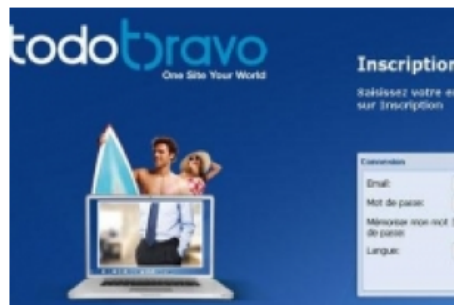 todobravo
One Site Your World
Inscription
Saisissez votre e
sur Inscription
Connexion
Email:
Mot de passe:
Mémoriser mon mot
de passe:
Langue: